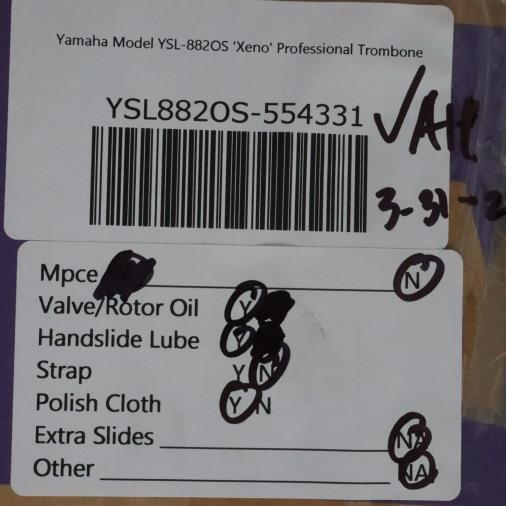 Yamaha Model YSL-882OS 'Xeno' Professional Trombone
YSL882OS-554331
3-31-2
Mpce N
Valve/Rotor Oil Y
Handslide Lube Y
Strap Y N
Polish Cloth Y N
Extra Slides NA
Other NA